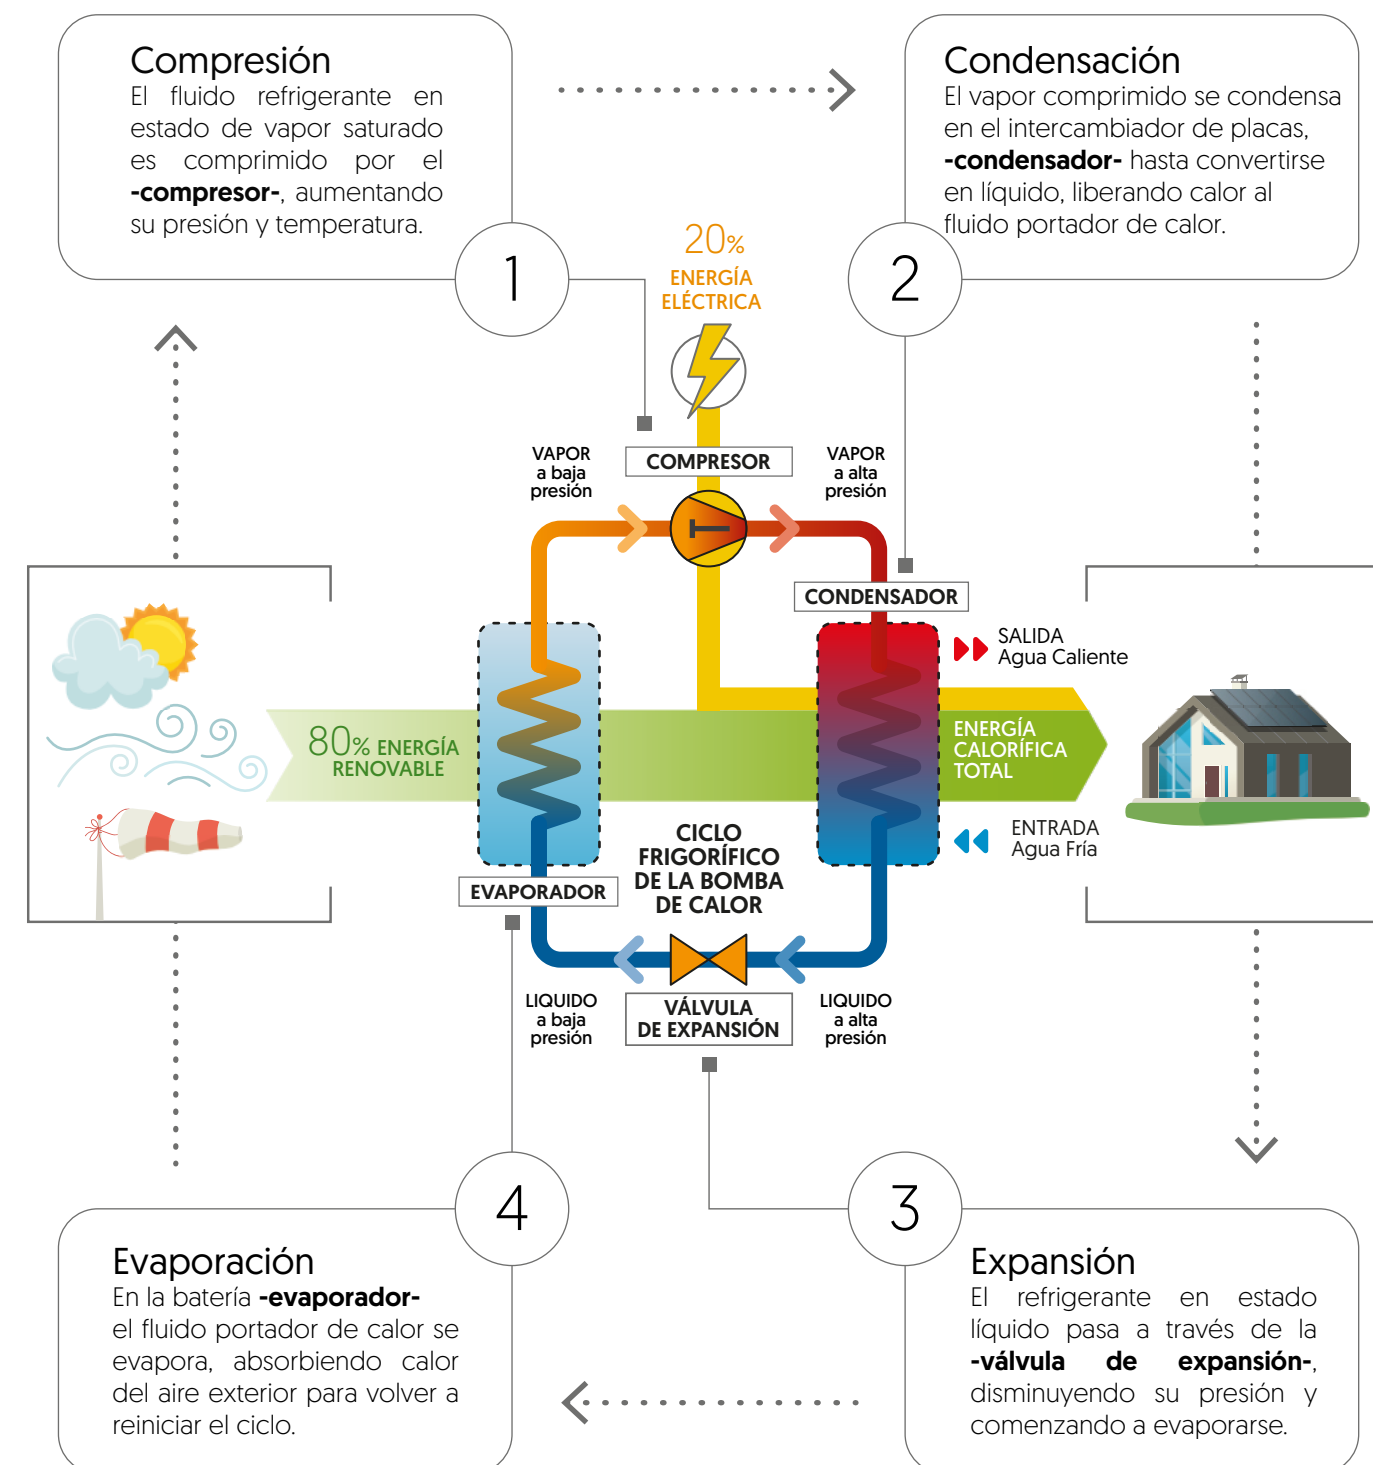 Compresión
El fluido refrigerante en
estado de vapor saturado
es comprimido por el
-compresor-, aumentando
su presión y temperatura.
1
Condensación
El vapor comprimido se condensa
en el intercambiador de placas,
-condensador- hasta convertirse
en líquido, liberando calor al
fluido portador de calor.
2
20%
ENERGÍA
ELÉCTRICA
VAPOR
a baja
presión
COMPRESOR
VAPOR
a alta
presión
CONDENSADOR
SALIDA
Agua Caliente
80% ENERGÍA
RENOVABLE
ENERGÍA
CALORÍFICA
TOTAL
ENTRADA
Agua Fría
CICLO
FRIGORÍFICO
DE LA BOMBA
DE CALOR
EVAPORADOR
LIQUIDO
a baja
presión
VÁLVULA
DE EXPANSIÓN
LIQUIDO
a alta
presión
4
Evaporación
En la batería -evaporador-
el fluido portador de calor se
evapora, absorbiendo calor
del aire exterior para volver a
reiniciar el ciclo.
3
Expansión
El refrigerante en estado
líquido pasa a través de la
-válvula de expansión-,
disminuyendo su presión y
comenzando a evaporarse.